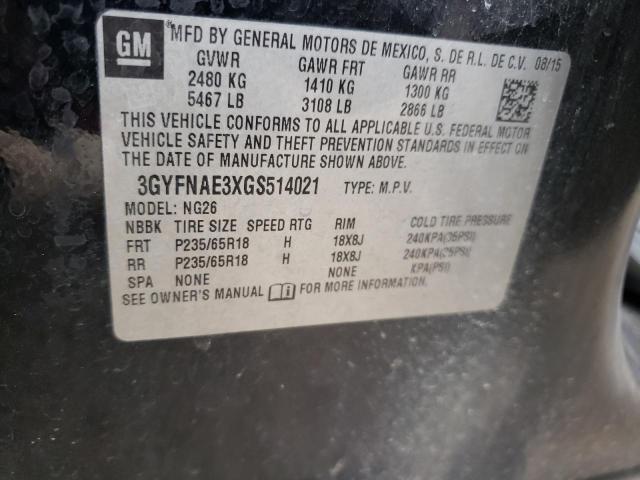 GM
MFD BY GENERAL MOTORS DE MEXICO, S. DE R.L. DE C.V. 08/15
GVWR GAWR FRT GAWR RR
2480 KG 1410 KG 1300 KG
5467 LB 3108 LB 2866 LB
THIS VEHICLE CONFORMS TO ALL APPLICABLE U.S. FEDERAL MOTOR
VEHICLE SAFETY AND THEFT PREVENTION STANDARDS IN EFFECT ON
THE DATE OF MANUFACTURE SHOWN ABOVE.
3GYFNAE3XGS514021 TYPE: M.P.V.
MODEL: NG26
NBBK TIRE SIZE SPEED RTG RIM COLD TIRE PRESSURE
FRT P235/65R18 H 18X8J 240KPA(35PSI)
RR P235/65R18 H 18X8J 240KPA(35PSI)
SPA NONE NONE KPA(PSI)
SEE OWNER'S MANUAL FOR MORE INFORMATION.